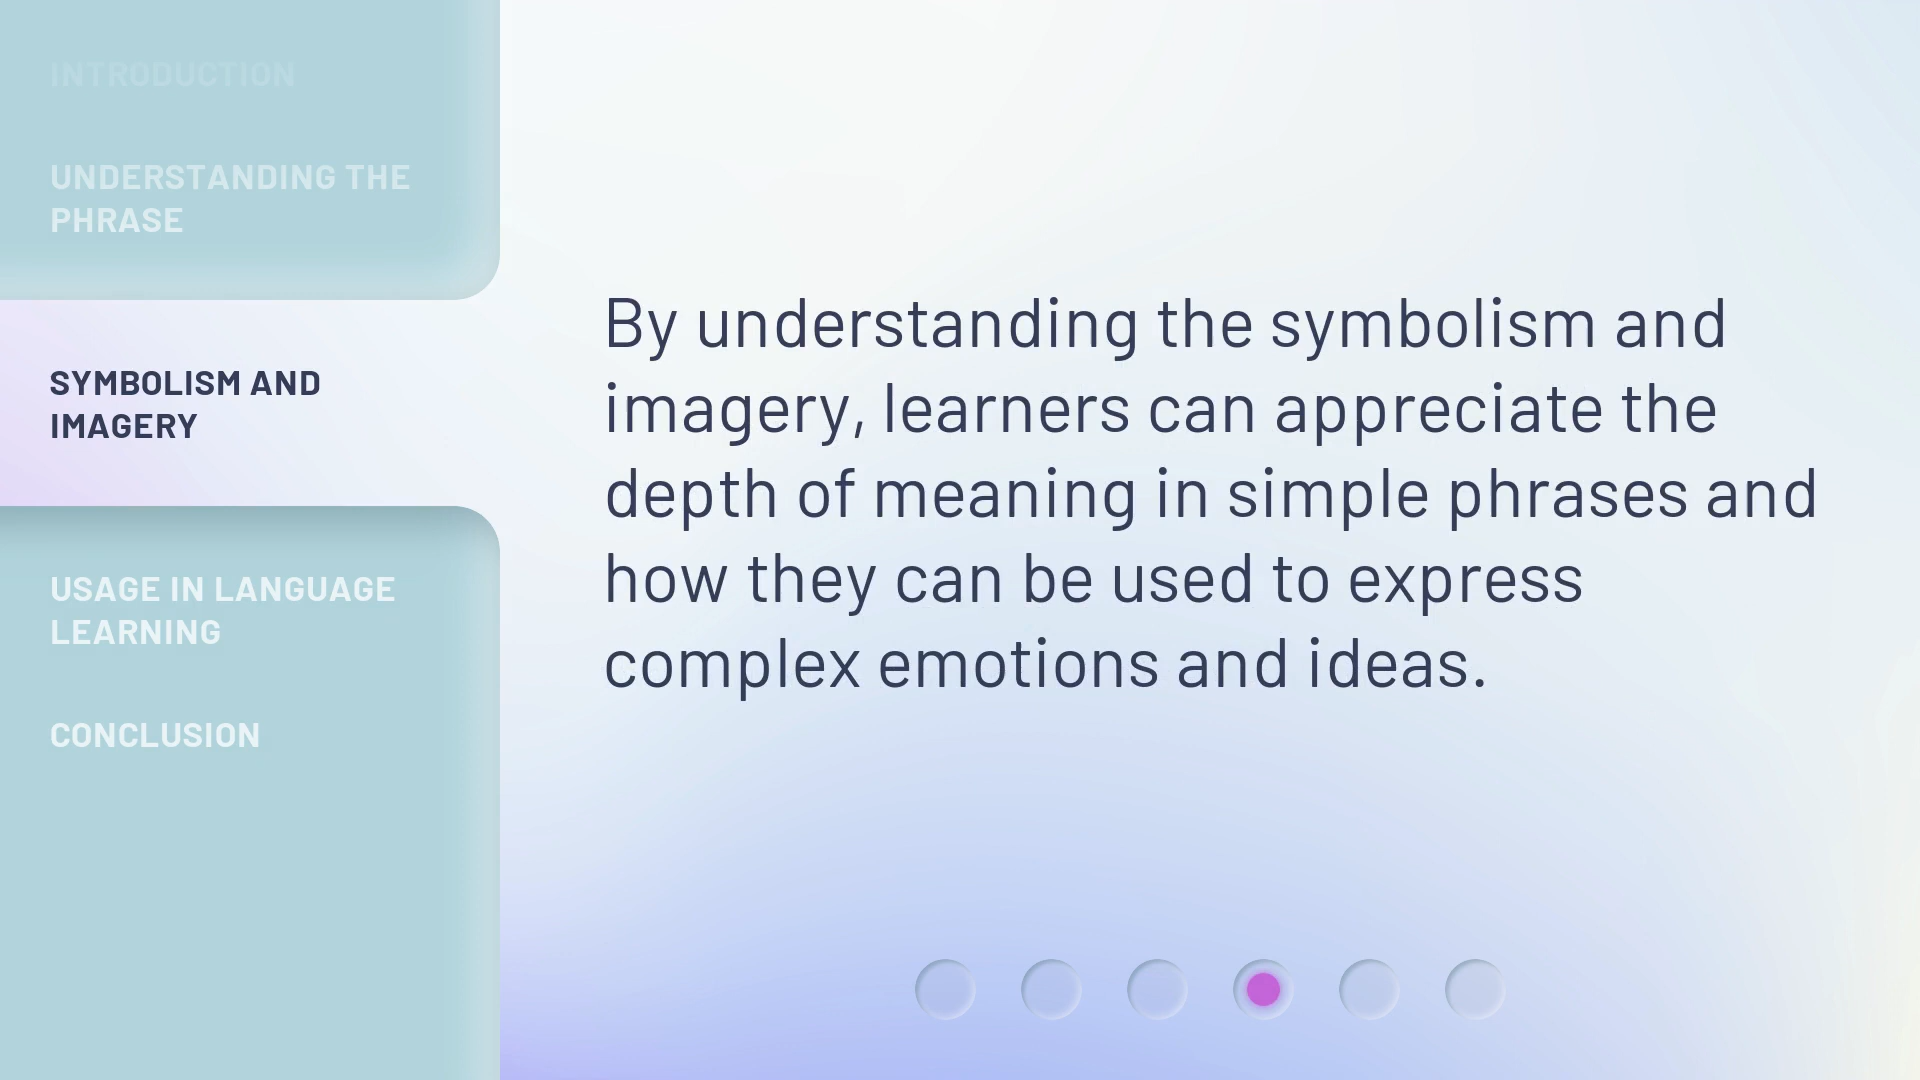 INTRODUCTION
UNDERSTANDING THE
PHRASE
SYMBOLISM AND
IMAGERY
USAGE IN LANGUAGE
LEARNING
CONCLUSION
By understanding the symbolism and
imagery, learners can appreciate the
depth of meaning in simple phrases and
how they can be used to express
complex emotions and ideas.